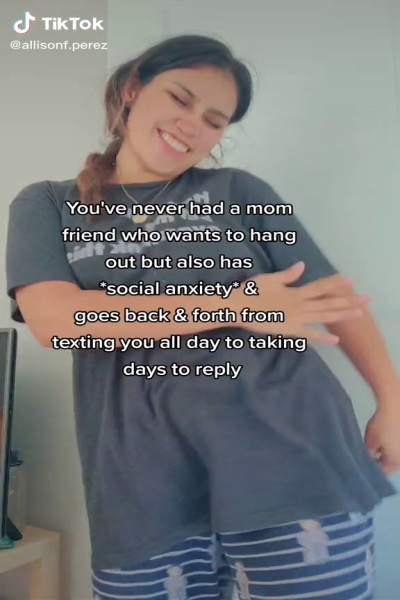 TikTok
@allisonf.perez
You've never had a mom
friend who wants to hang
out but also has
*social anxiety* &
goes back & forth from
texting you all day to taking
days to reply